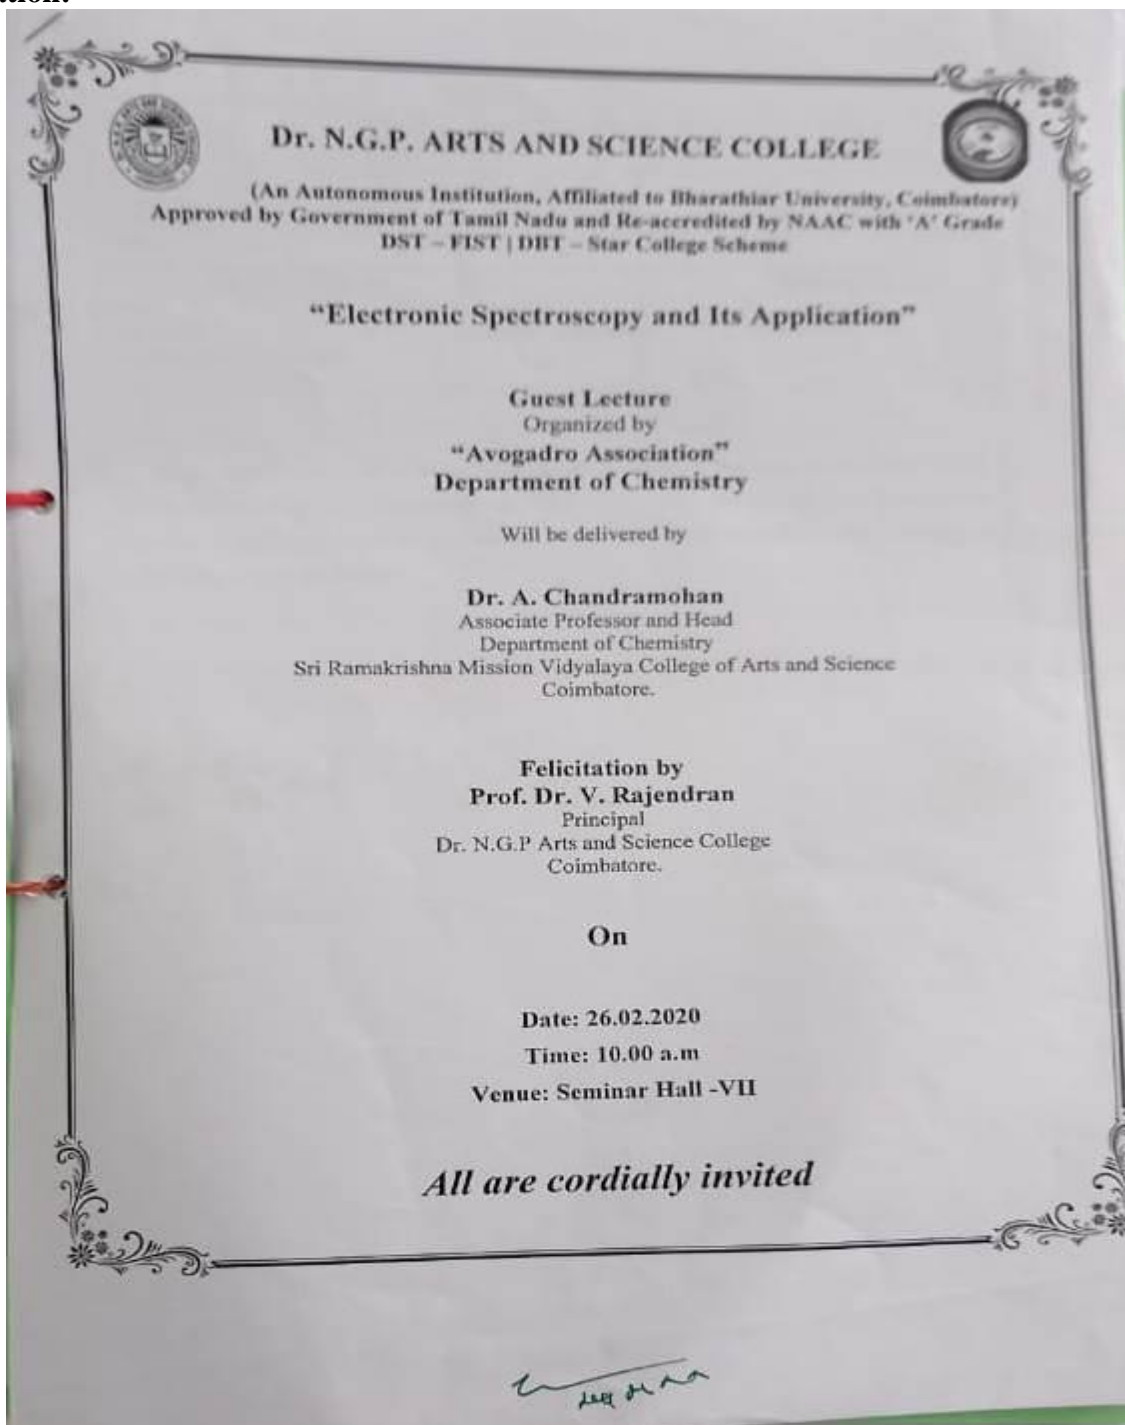 Dr. N.G.P. ARTS AND SCIENCE COLLEGE
(An Autonomous Institution, Affiliated to Bharathiar University, Coimbatore)
Approved by Government of Tamil Nadu and Re-accredited by NAAC with 'A' Grade
DST – FIST | DBT – Star College Scheme
“Electronic Spectroscopy and Its Application”
Guest Lecture
Organized by
“Avogadro Association”
Department of Chemistry
Will be delivered by
Dr. A. Chandramohan
Associate Professor and Head
Department of Chemistry
Sri Ramakrishna Mission Vidyalaya College of Arts and Science
Coimbatore.
Felicitation by
Prof. Dr. V. Rajendran
Principal
Dr. N.G.P Arts and Science College
Coimbatore.
On
Date: 26.02.2020
Time: 10.00 a.m
Venue: Seminar Hall -VII
All are cordially invited